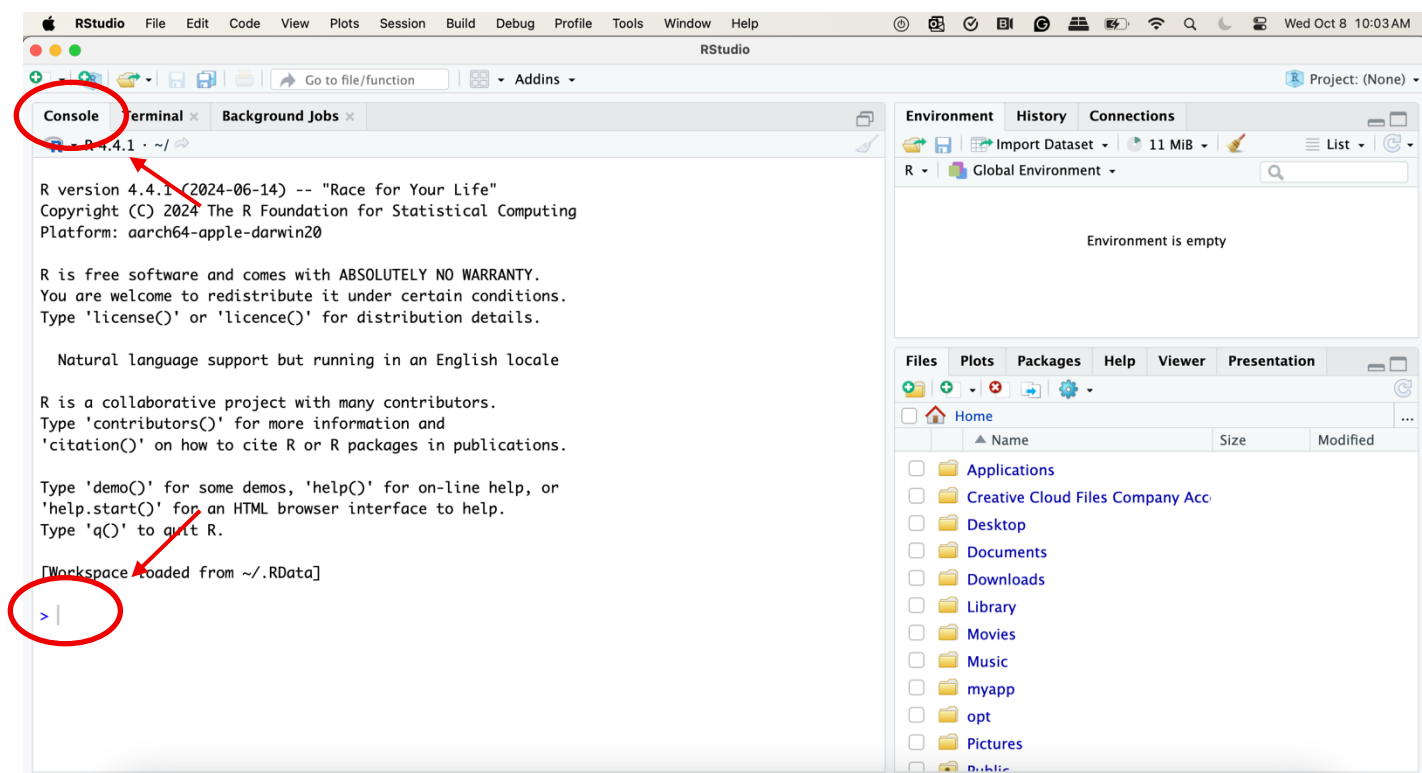 RStudio File Edit Code View Plots Session Build Debug Profile Tools Window Help Wed Oct 8 10:03 AM
RStudio
Go to file/function Addins Project: (None)
Console Terminal Background Jobs
R 4.4.1 · ~/
R version 4.4.1 (2024-06-14) -- "Race for Your Life"
Copyright (C) 2024 The R Foundation for Statistical Computing
Platform: aarch64-apple-darwin20
R is free software and comes with ABSOLUTELY NO WARRANTY.
You are welcome to redistribute it under certain conditions.
Type 'license()' or 'licence()' for distribution details.
Natural language support but running in an English locale
R is a collaborative project with many contributors.
Type 'contributors()' for more information and
'citation()' on how to cite R or R packages in publications.
Type 'demo()' for some demos, 'help()' for on-line help, or
'help.start()' for an HTML browser interface to help.
Type 'q()' to quit R.
[Workspace loaded from ~/.RData]
>
Environment History Connections
Import Dataset 11 MiB List
R Global Environment
Environment is empty
Files Plots Packages Help Viewer Presentation
Home ...
Name Size Modified
Applications
Creative Cloud Files Company Acc
Desktop
Documents
Downloads
Library
Movies
Music
myapp
opt
Pictures
Public